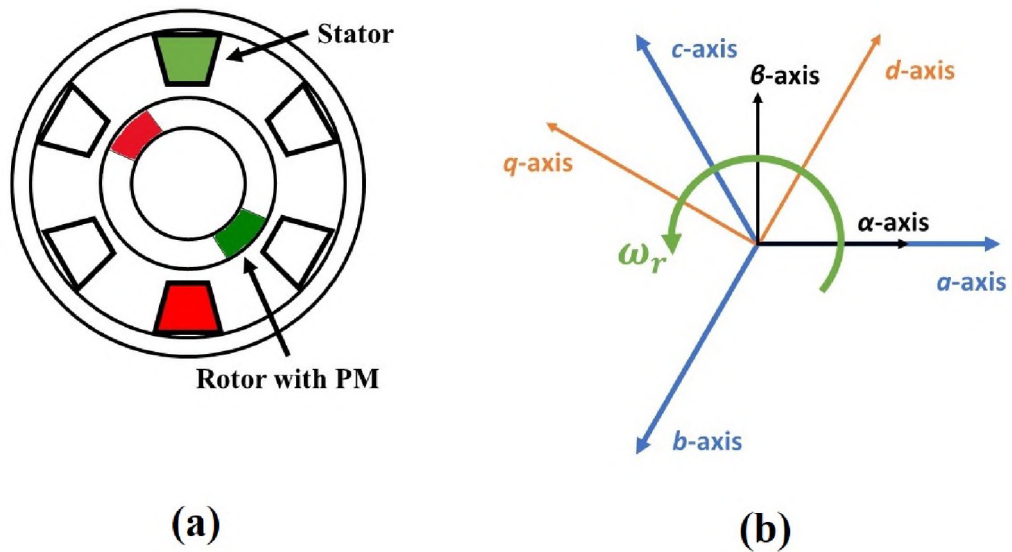 Stator
Rotor with PM
(a)
c-axis
β-axis
d-axis
q-axis
α-axis
ωᵣ
a-axis
b-axis
(b)